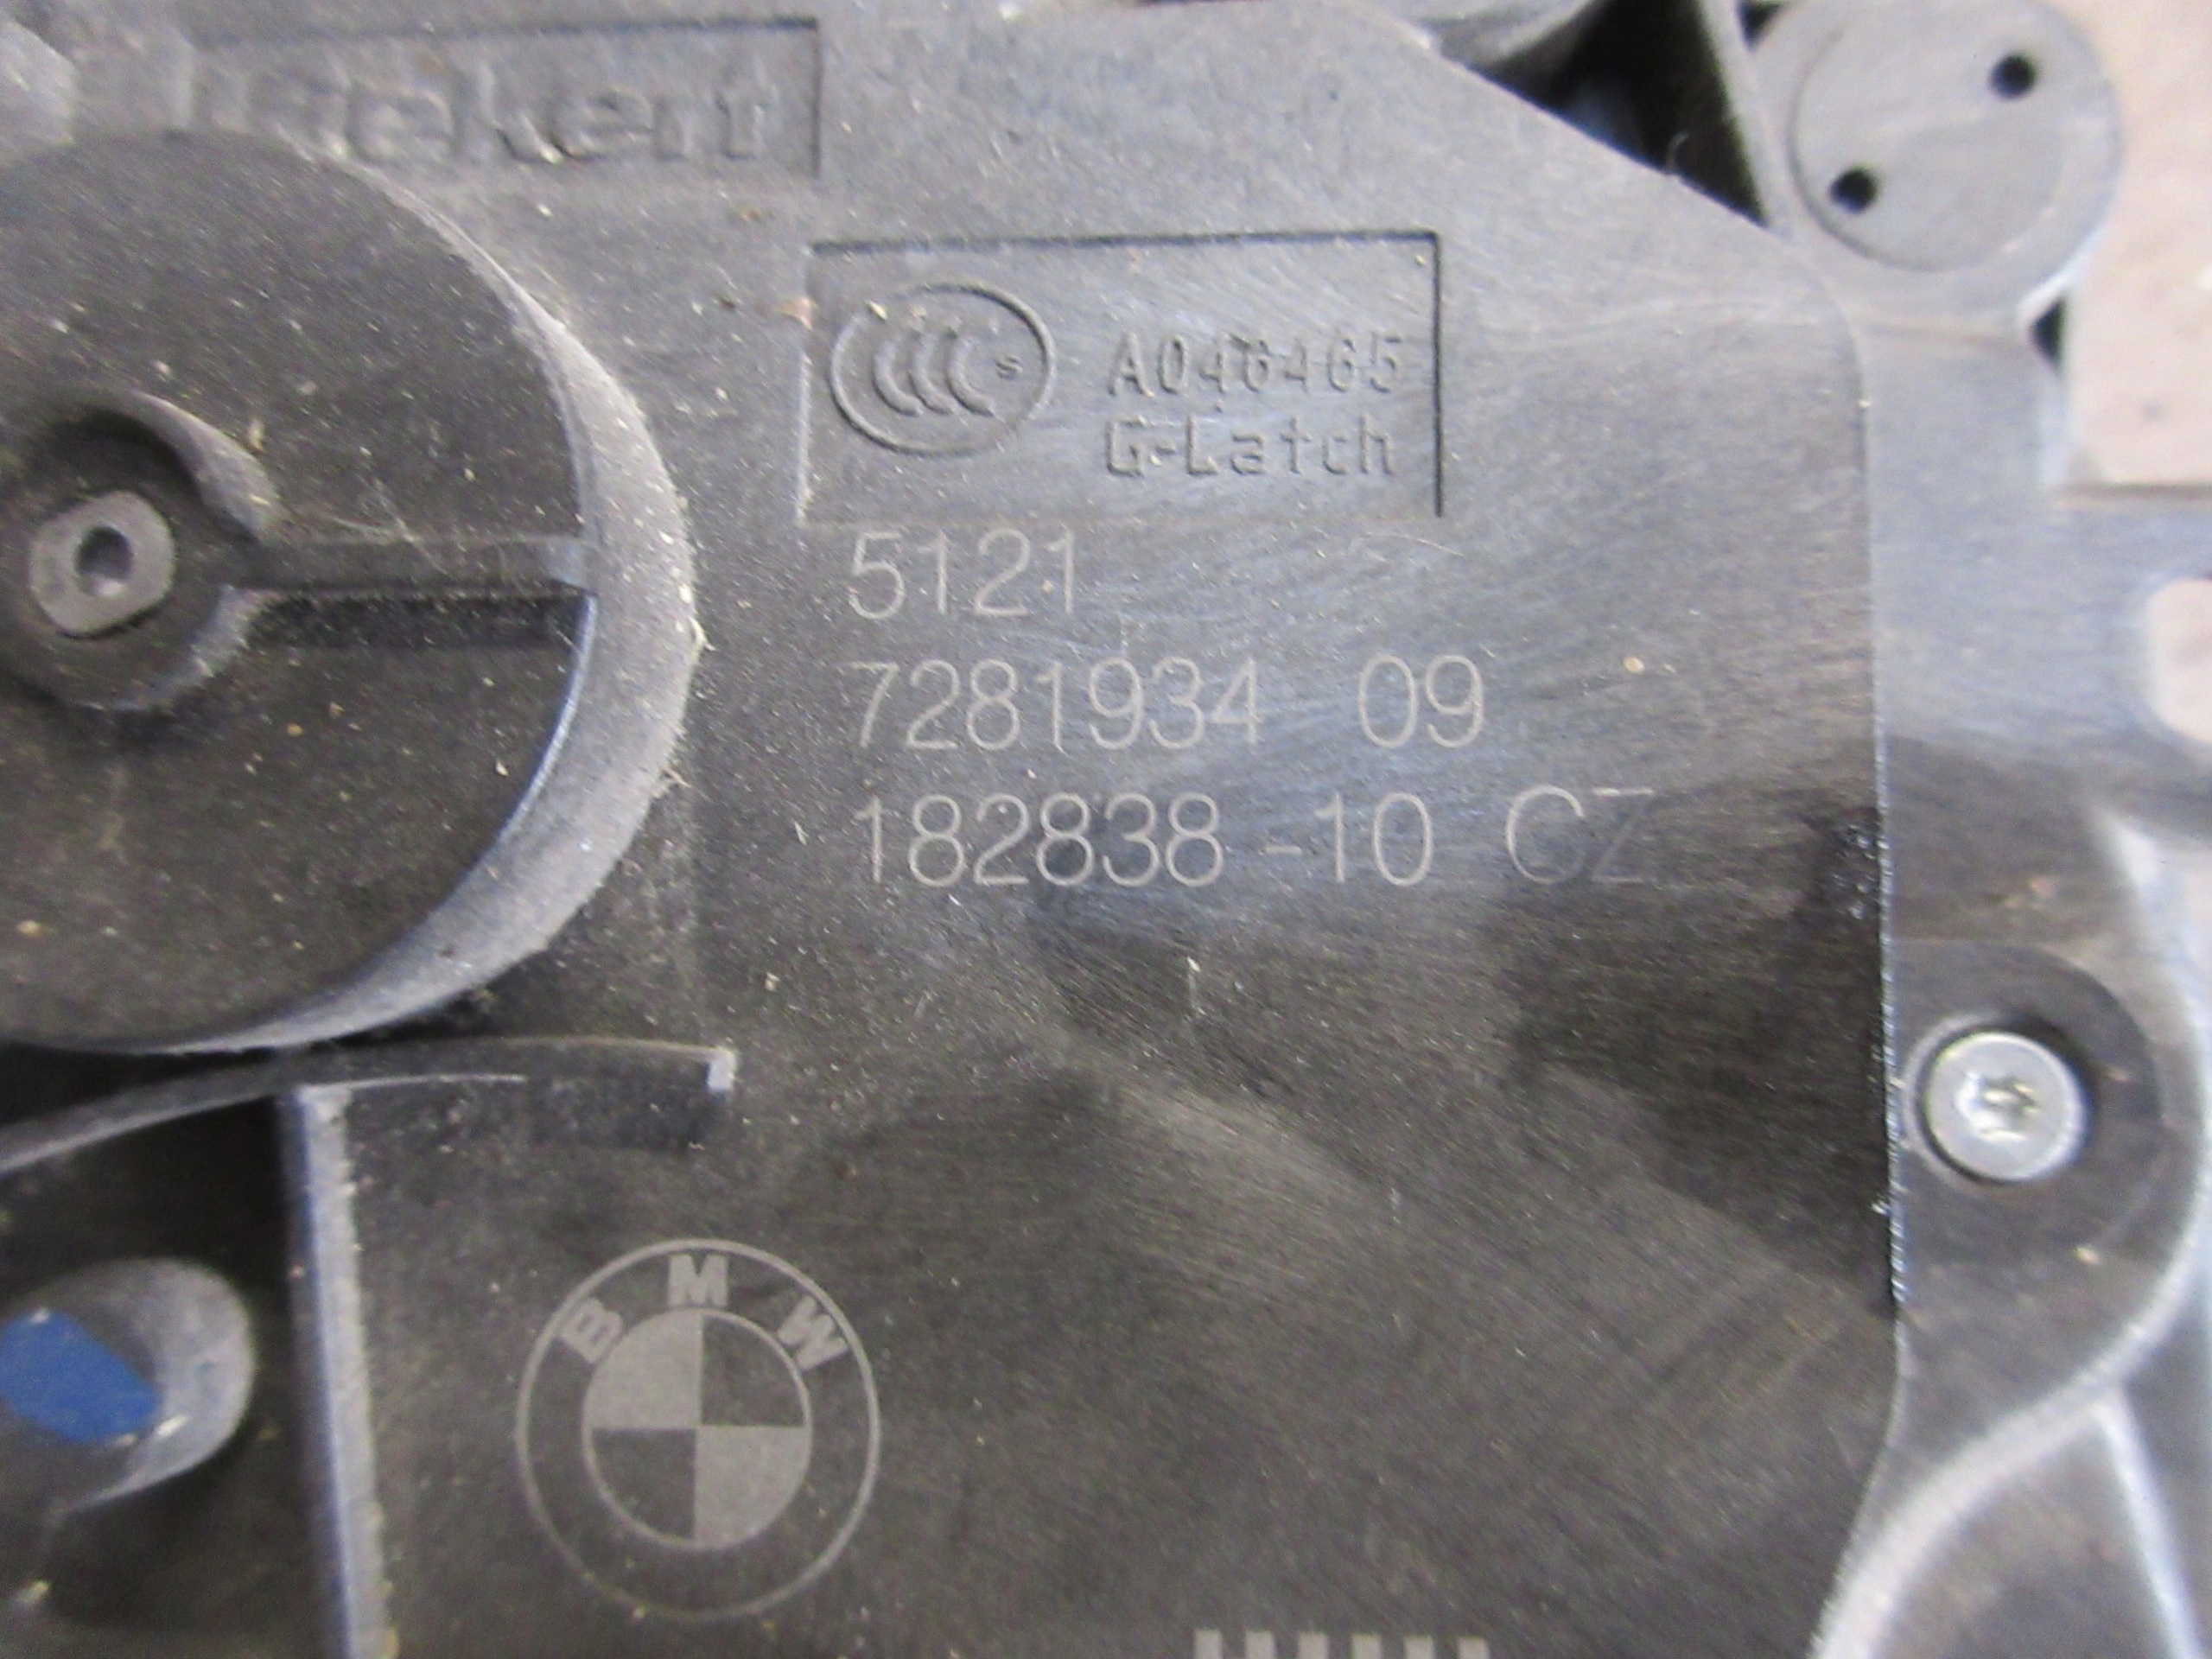 S
A046465
G-Latch
5121
7281934 09
182838 -10 CZ
BMW